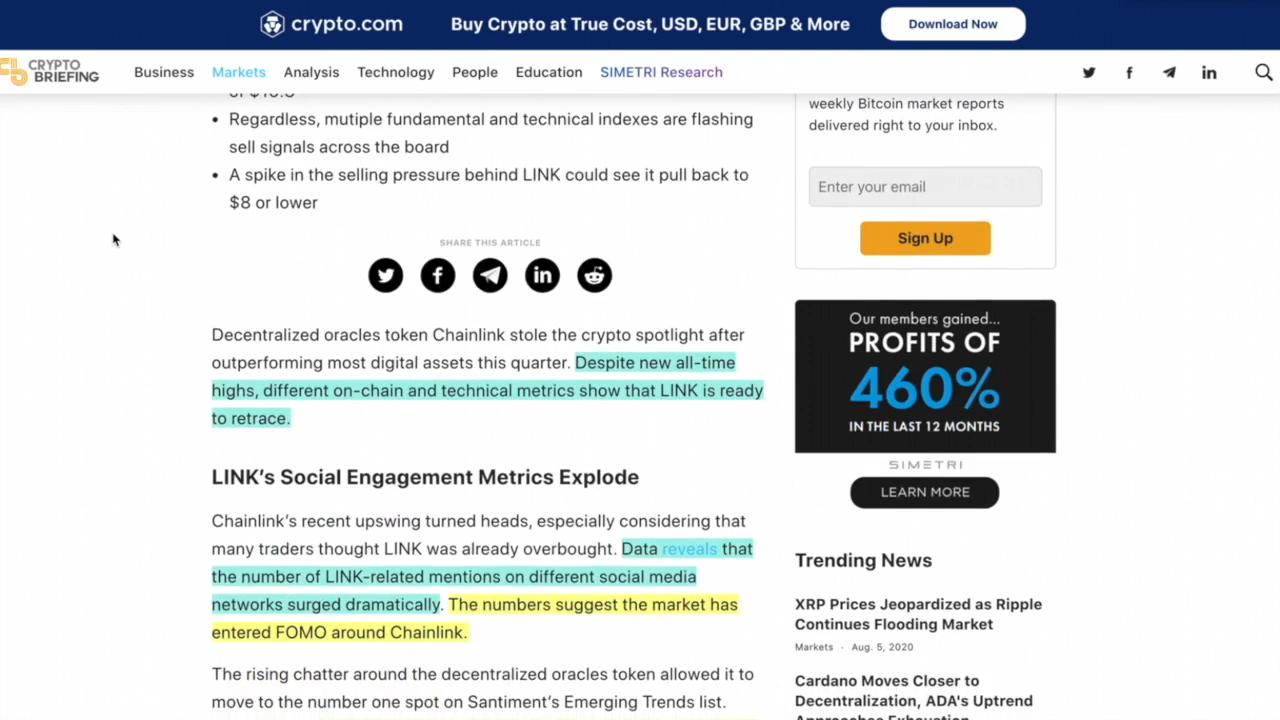 crypto.com
Buy Crypto at True Cost, USD, EUR, GBP & More
Download Now
CRYPTO
BRIEFING
Business
Markets
Analysis
Technology
People
Education
SIMETRI Research
Regardless, mutiple fundamental and technical indexes are flashing
sell signals across the board
A spike in the selling pressure behind LINK could see it pull back to
$8 or lower
SHARE THIS ARTICLE
Decentralized oracles token Chainlink stole the crypto spotlight after
outperforming most digital assets this quarter. Despite new all-time
highs, different on-chain and technical metrics show that LINK is ready
to retrace.
LINK's Social Engagement Metrics Explode
Chainlink's recent upswing turned heads, especially considering that
many traders thought LINK was already overbought. Data reveals that
the number of LINK-related mentions on different social media
networks surged dramatically. The numbers suggest the market has
entered FOMO around Chainlink.
The rising chatter around the decentralized oracles token allowed it to
move to the number one spot on Santiment's Emerging Trends list.
weekly Bitcoin market reports
delivered right to your inbox.
Enter your email
Sign Up
Our members gained...
PROFITS OF
460%
IN THE LAST 12 MONTHS
SIMETRI
LEARN MORE
Trending News
XRP Prices Jeopardized as Ripple
Continues Flooding Market
Markets · Aug. 5, 2020
Cardano Moves Closer to
Decentralization, ADA's Uptrend
Approaches Exhaustion